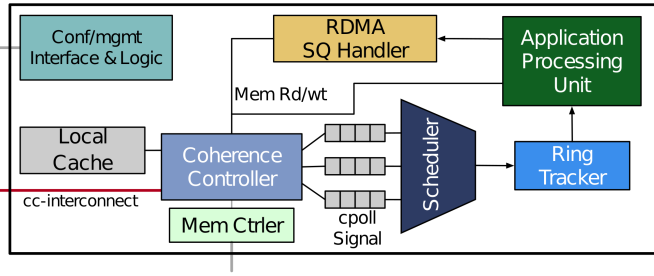 Conf/mgmt
Interface & Logic
RDMA
SQ Handler
Application
Processing
Unit
Mem Rd/wt
Local
Cache
Coherence
Controller
Scheduler
Ring
Tracker
cc-interconnect
Mem Ctrler
cpoll
Signal